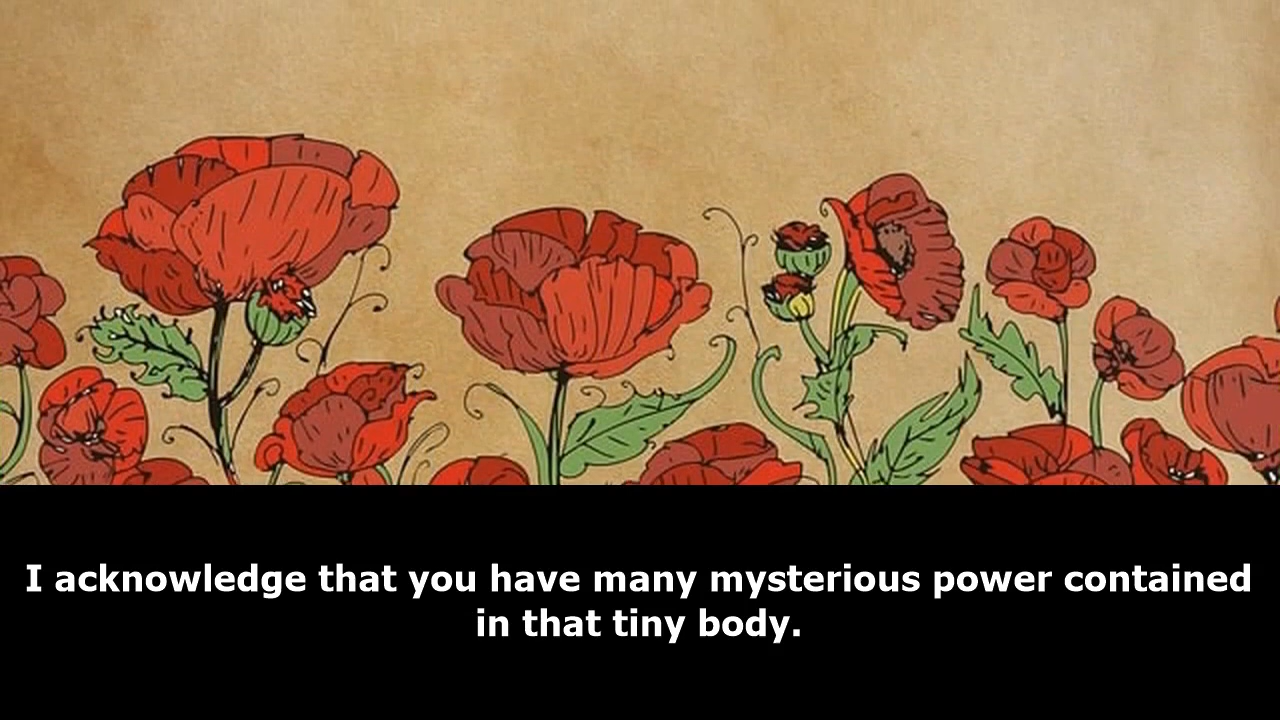 I acknowledge that you have many mysterious power contained
in that tiny body.